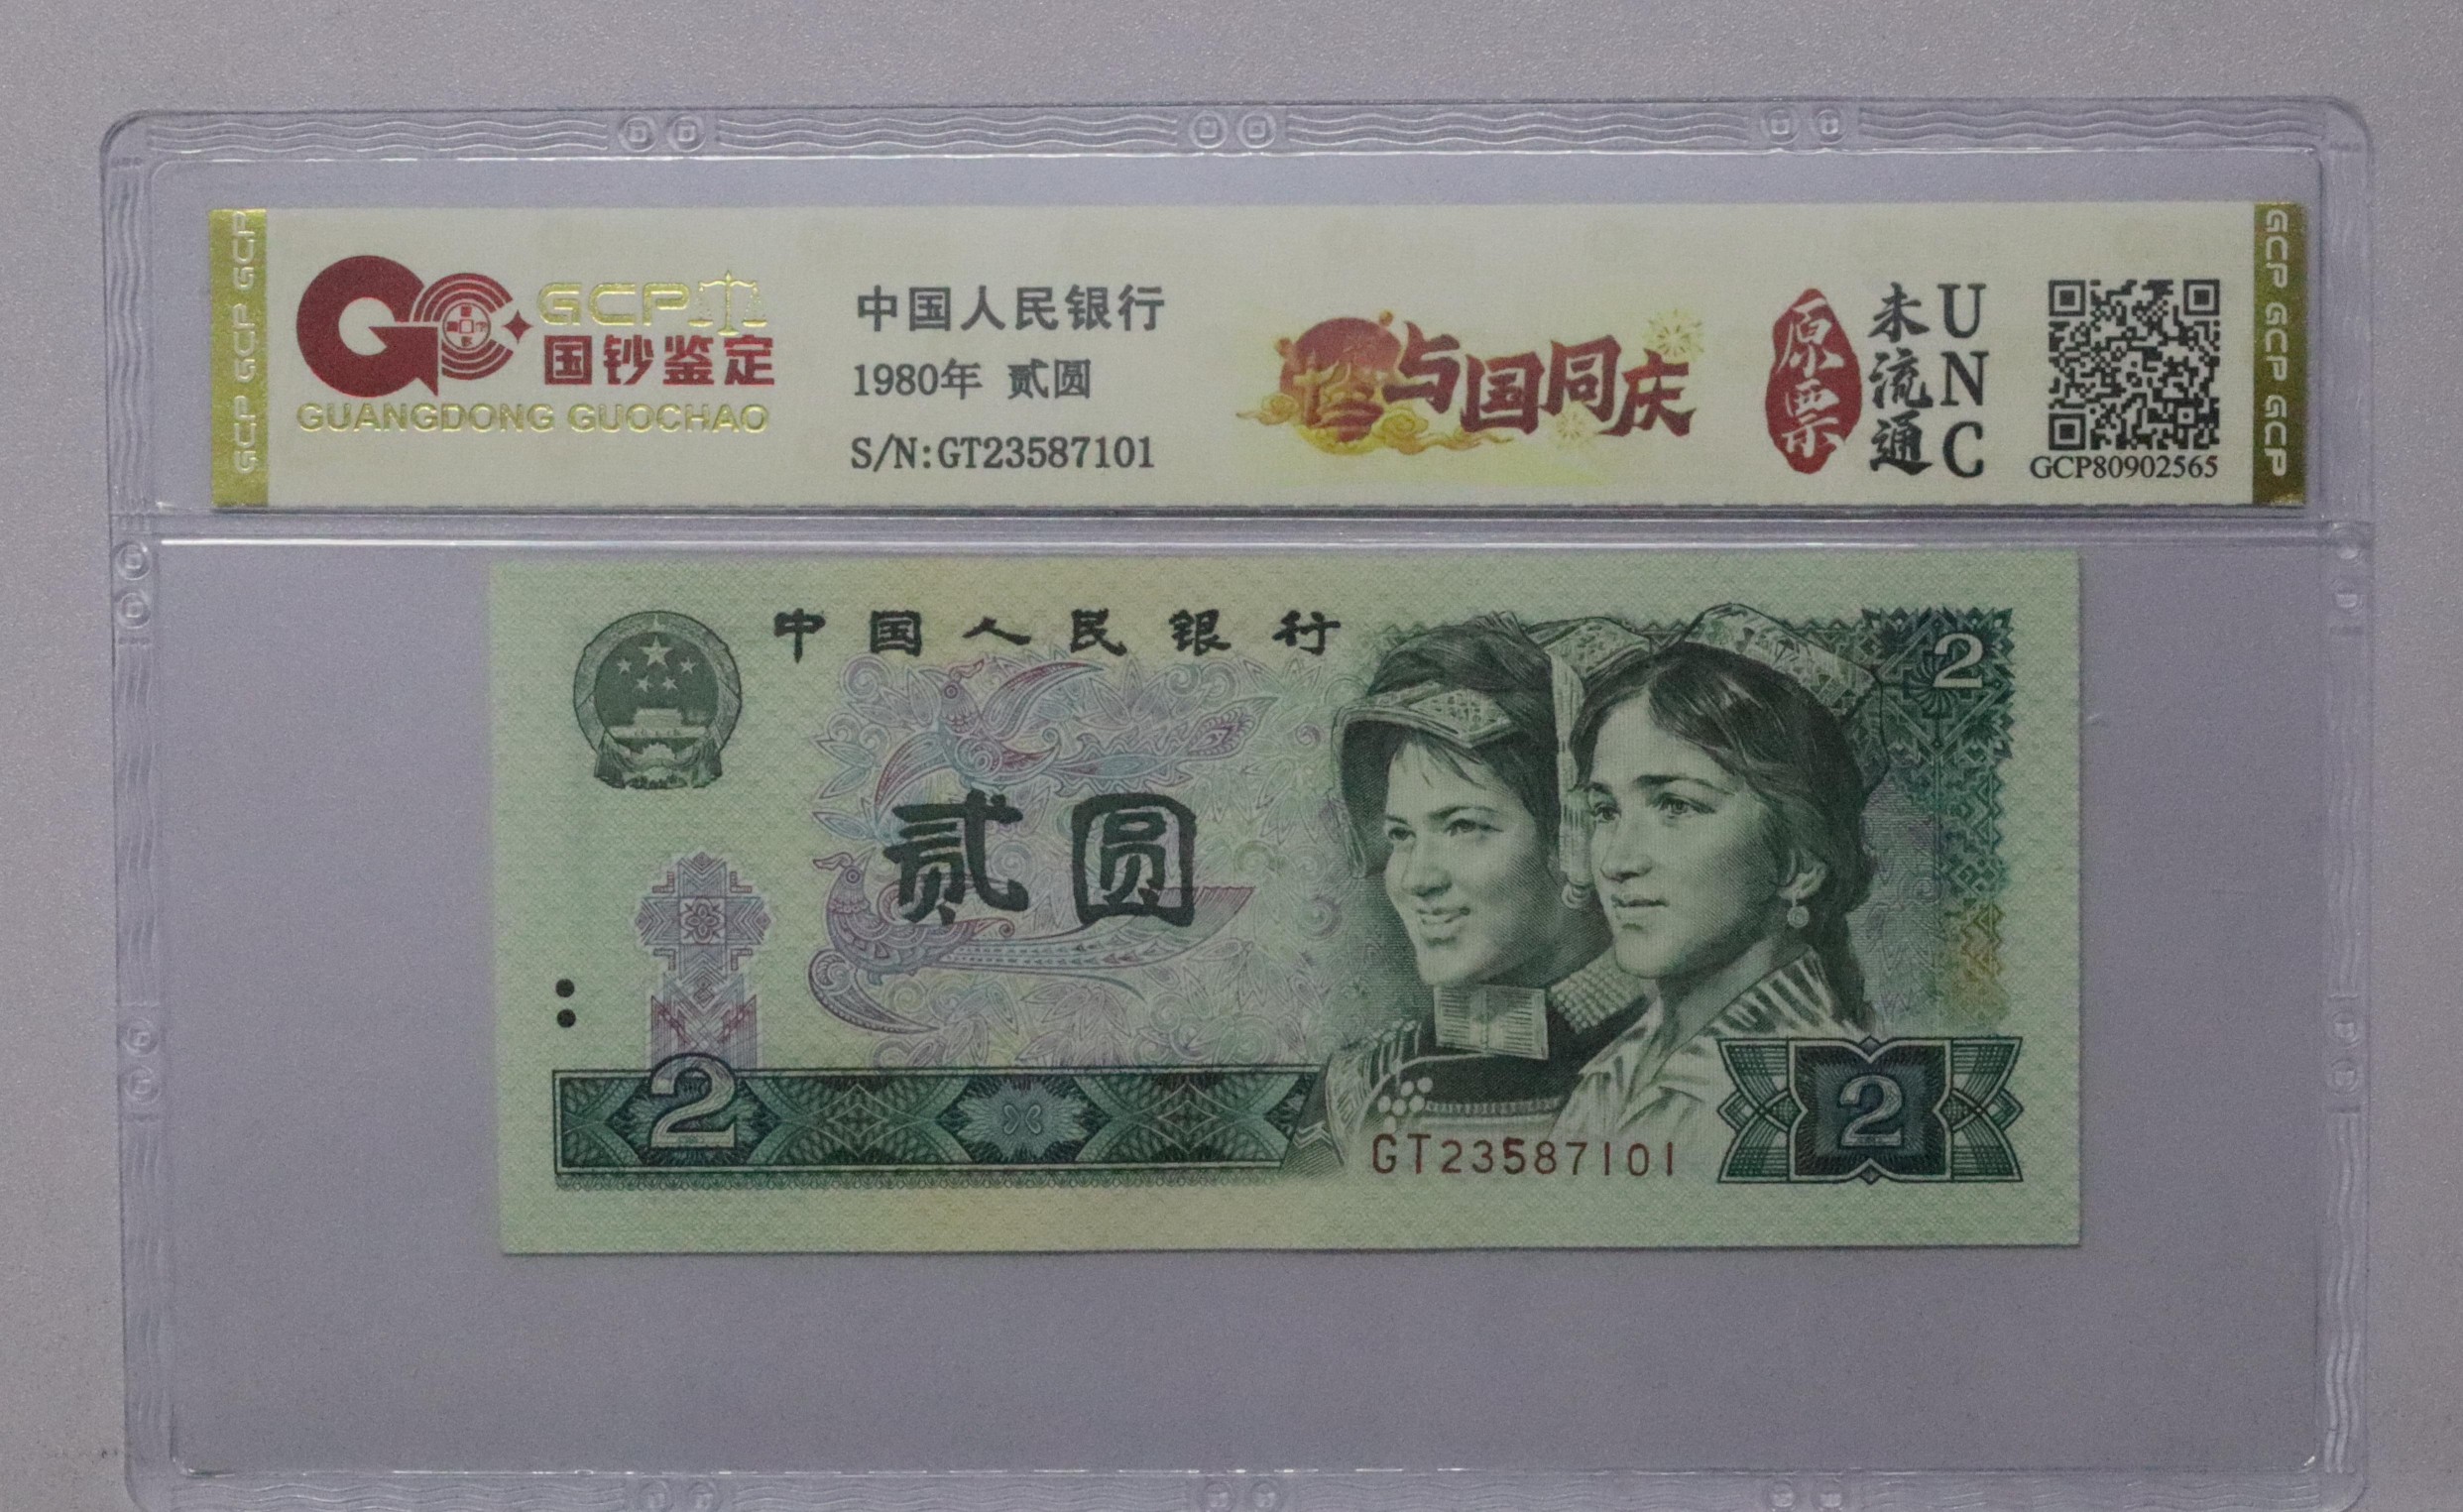 GCP GCP GCP
GCP
国钞鉴定
GUANGDONG GUOCHAO
中国人民银行
1980年 贰圆
S/N:GT23587101
与国同庆
原票
未流通
UNC
GCP80902565
GCP GCP GCP
中国人民银行
2
贰圆
2
2
GT23587101